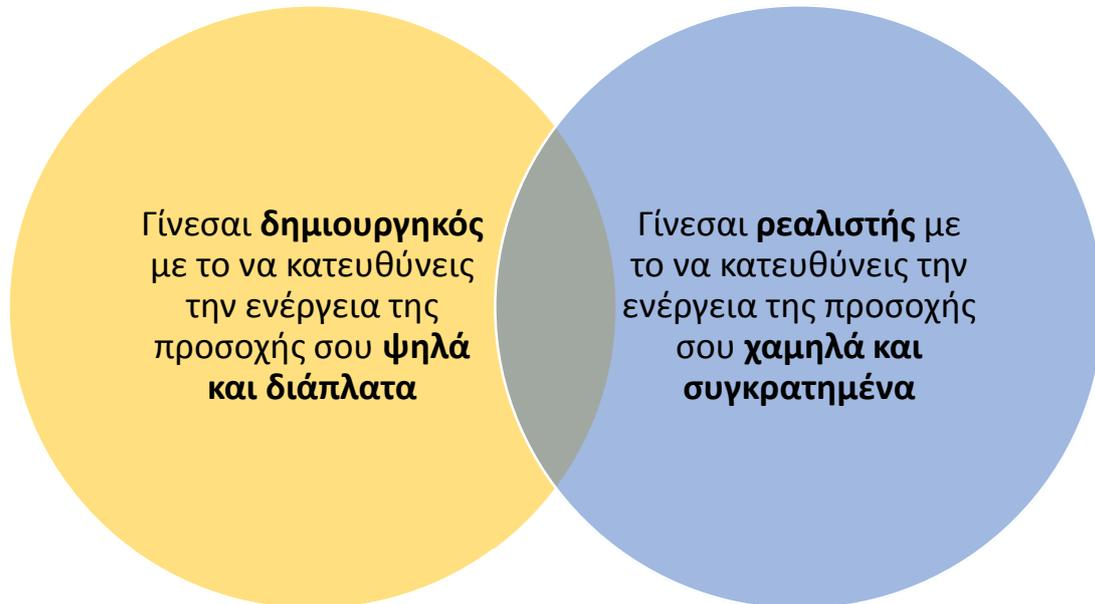 Γίνεσαι δημιουργηκός
με το να κατευθύνεις
την ενέργεια της
προσοχής σου ψηλά
και διάπλατα
Γίνεσαι ρεαλιστής με
το να κατευθύνεις την
ενέργεια της προσοχής
σου χαμηλά και
συγκρατημένα